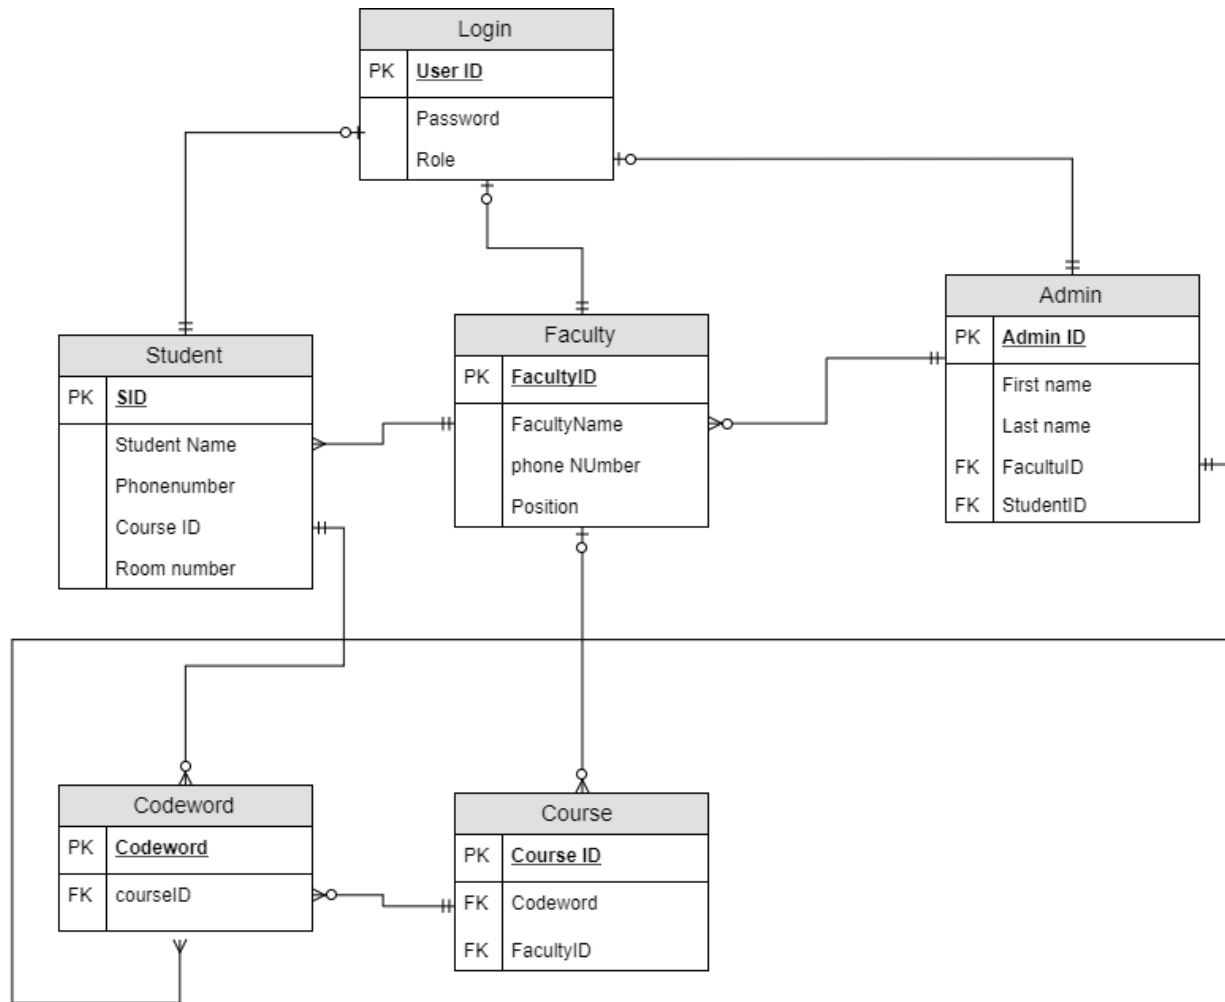 Login
PK User ID
Password
Role
Student
PK SID
Student Name
Phonenumber
Course ID
Room number
Faculty
PK FacultyID
FacultyName
phone NUmber
Position
Admin
PK Admin ID
First name
Last name
FK FacultuID
FK StudentID
Codeword
PK Codeword
FK courseID
Course
PK Course ID
FK Codeword
FK FacultyID